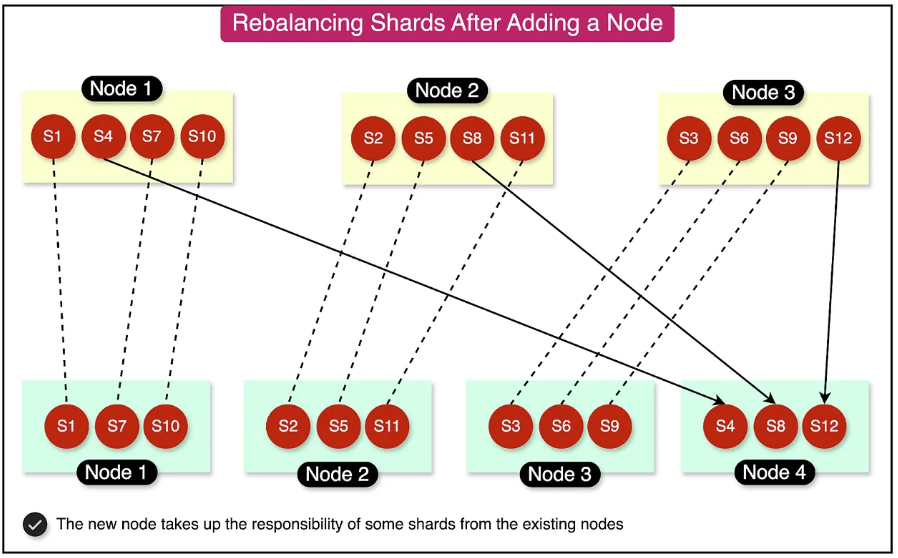 Rebalancing Shards After Adding a Node
Node 1
Node 2
Node 3
S1 S4 S7 S10
S2 S5 S8 S11
S3 S6 S9 S12
S1 S7 S10
S2 S5 S11
S3 S6 S9
S4 S8 S12
Node 1
Node 2
Node 3
Node 4
The new node takes up the responsibility of some shards from the existing nodes